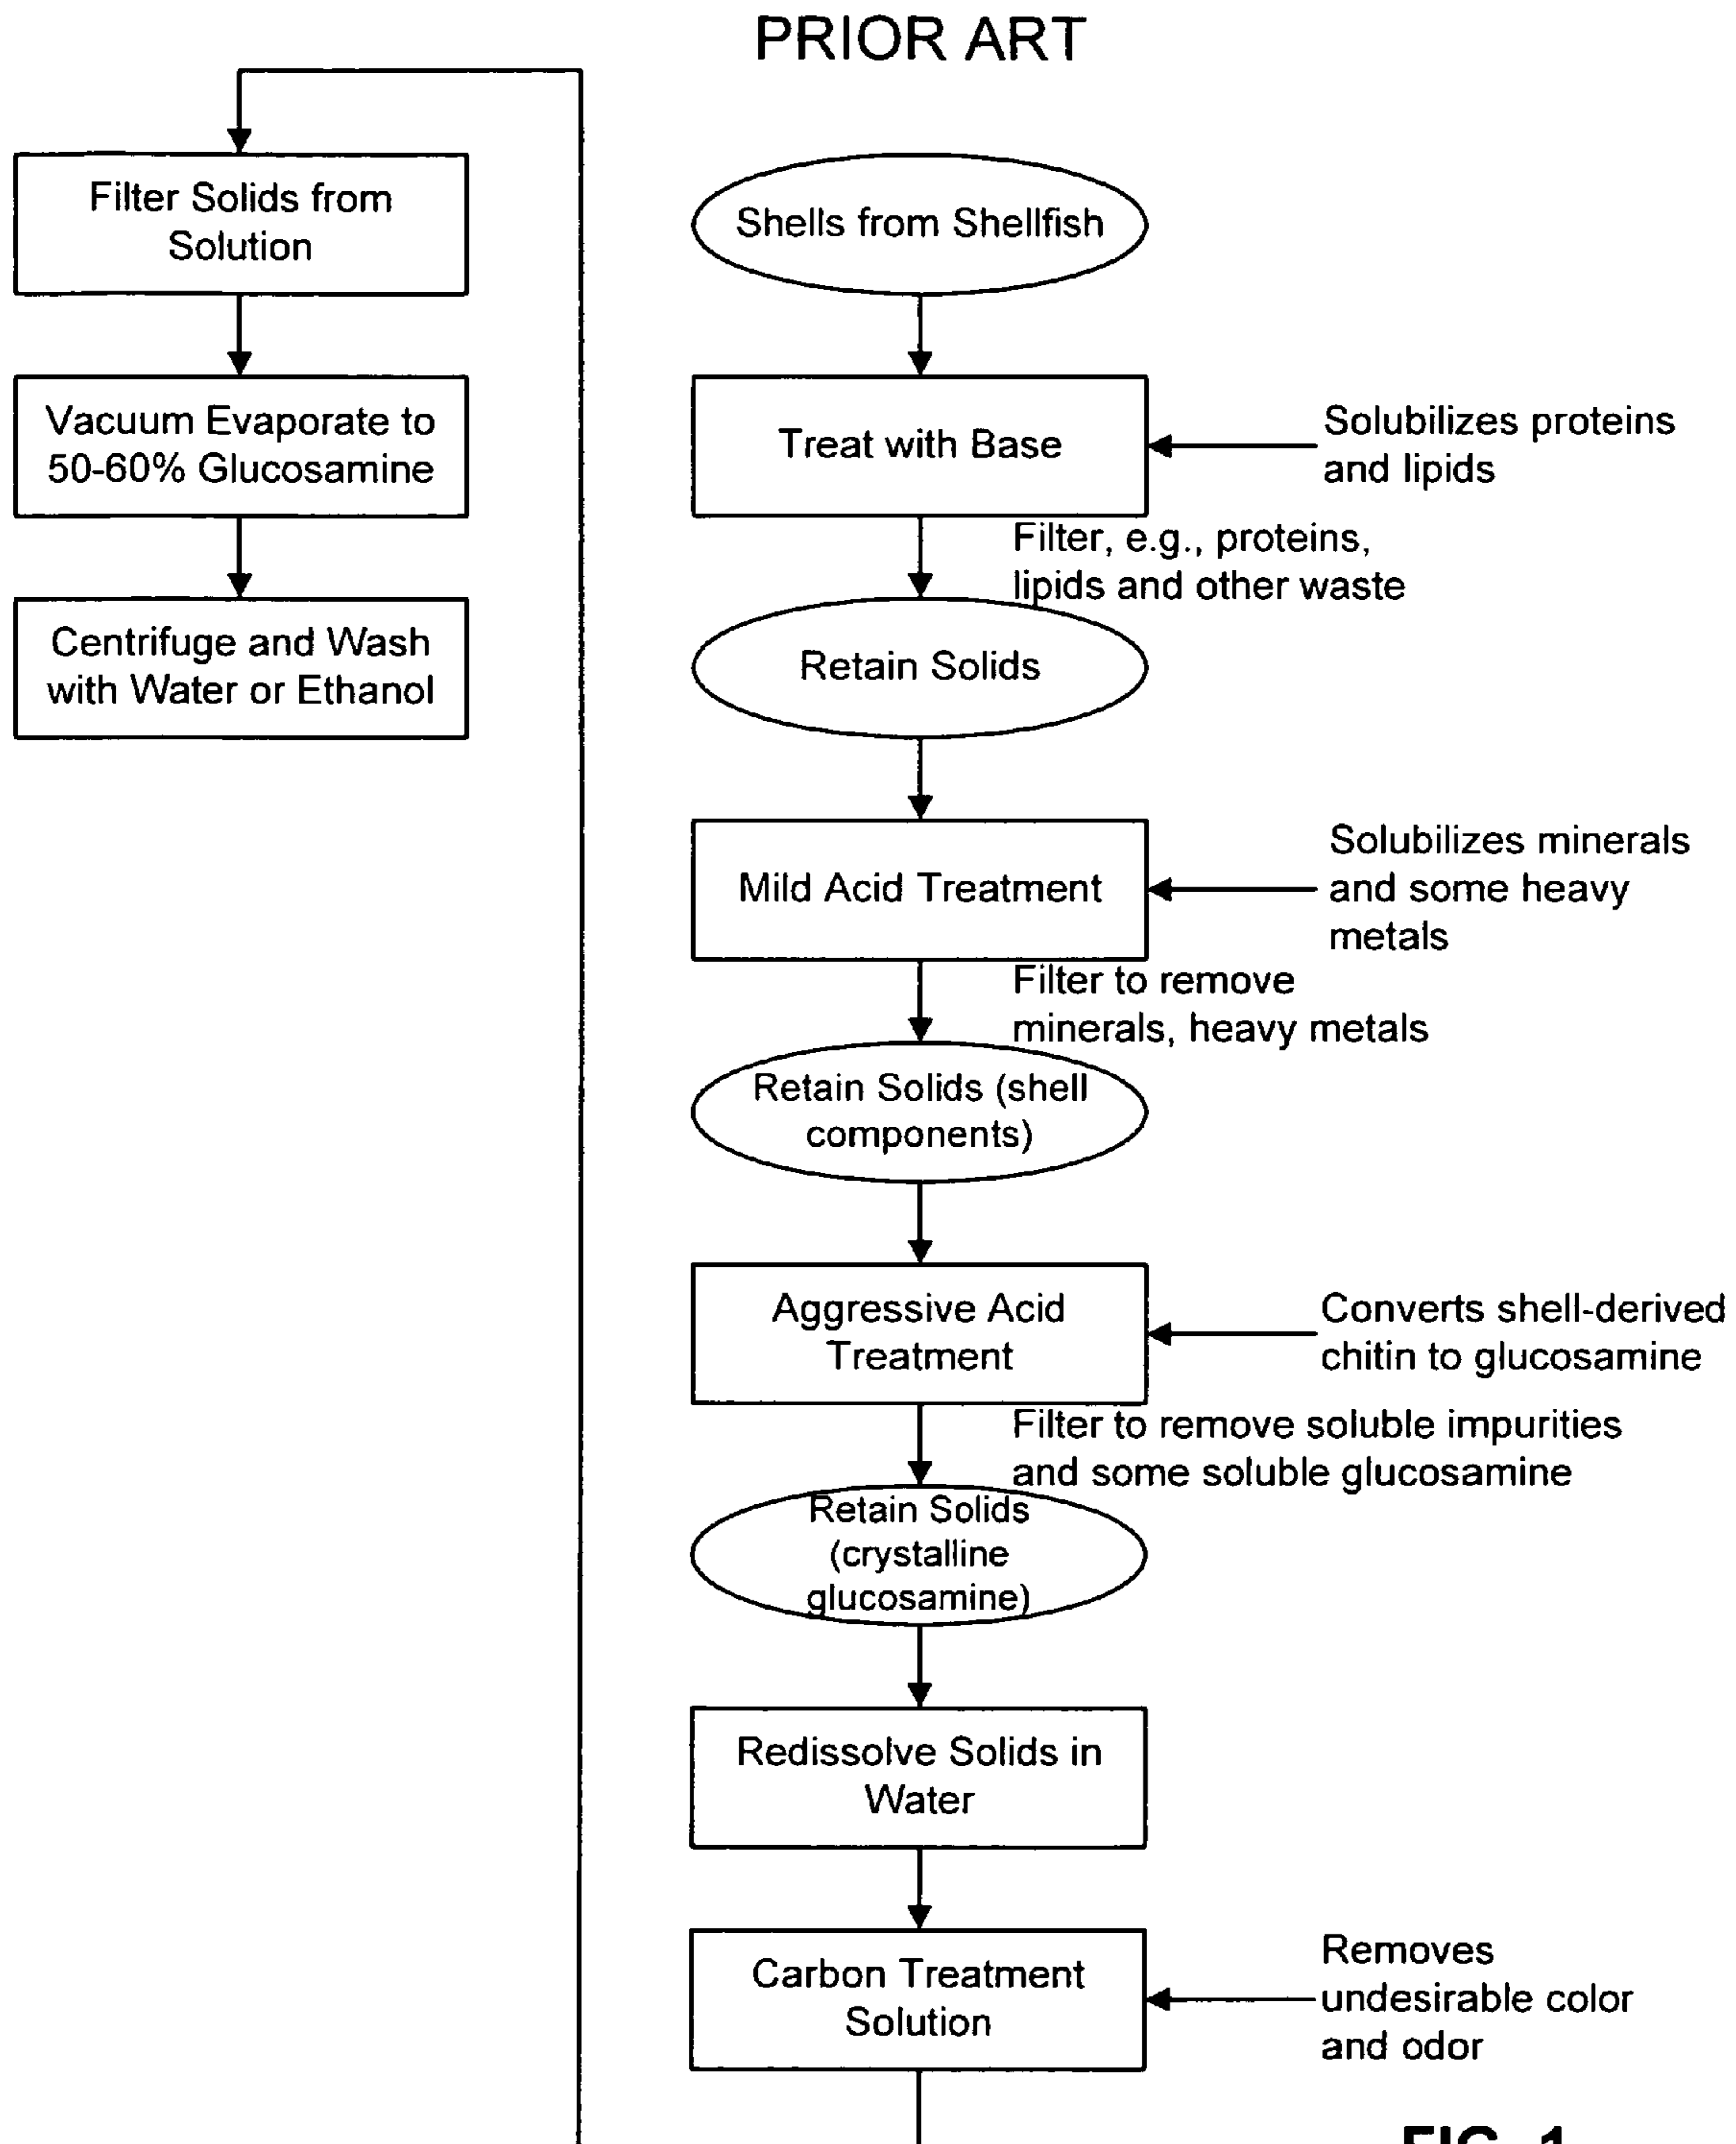 PRIOR ART
Filter Solids from
Solution
Vacuum Evaporate to
50-60% Glucosamine
Centrifuge and Wash
with Water or Ethanol
Shells from Shellfish
Treat with Base
Solubilizes proteins
and lipids
Filter, e.g., proteins,
lipids and other waste
Retain Solids
Mild Acid Treatment
Solubilizes minerals
and some heavy
metals
Filter to remove
minerals, heavy metals
Retain Solids (shell
components)
Aggressive Acid
Treatment
Converts shell-derived
chitin to glucosamine
Filter to remove soluble impurities
and some soluble glucosamine
Retain Solids
(crystalline
glucosamine)
Redissolve Solids in
Water
Carbon Treatment
Solution
Removes
undesirable color
and odor
FIG. 1